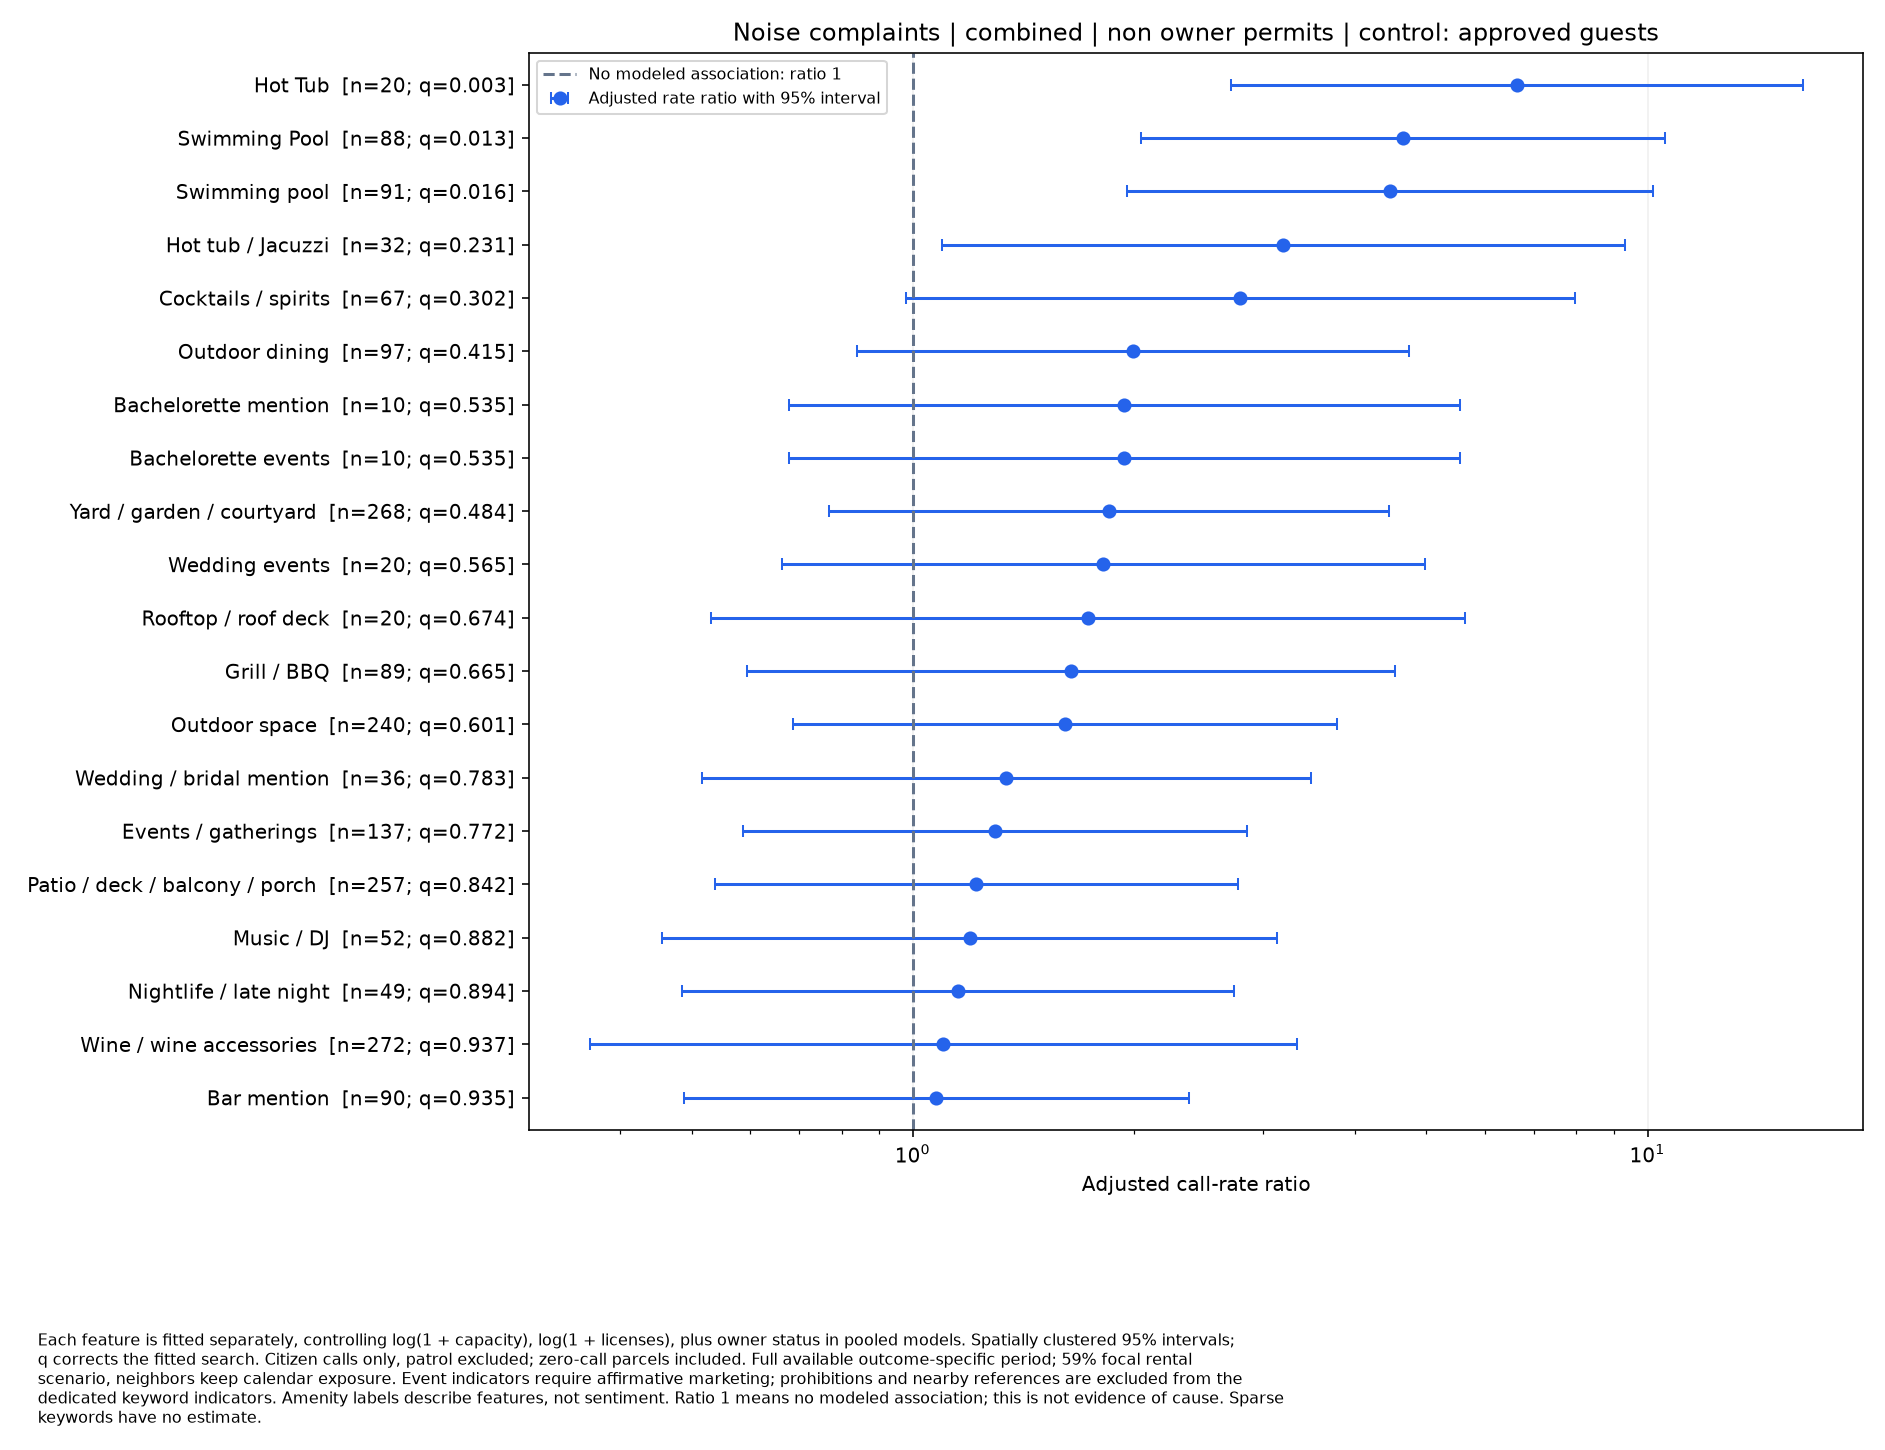 Noise complaints | combined | non owner permits | control: approved guests
No modeled association: ratio 1
Adjusted rate ratio with 95% interval
Hot Tub [n=20; q=0.003]
Swimming Pool [n=88; q=0.013]
Swimming pool [n=91; q=0.016]
Hot tub / Jacuzzi [n=32; q=0.231]
Cocktails / spirits [n=67; q=0.302]
Outdoor dining [n=97; q=0.415]
Bachelorette mention [n=10; q=0.535]
Bachelorette events [n=10; q=0.535]
Yard / garden / courtyard [n=268; q=0.484]
Wedding events [n=20; q=0.565]
Rooftop / roof deck [n=20; q=0.674]
Grill / BBQ [n=89; q=0.665]
Outdoor space [n=240; q=0.601]
Wedding / bridal mention [n=36; q=0.783]
Events / gatherings [n=137; q=0.772]
Patio / deck / balcony / porch [n=257; q=0.842]
Music / DJ [n=52; q=0.882]
Nightlife / late night [n=49; q=0.894]
Wine / wine accessories [n=272; q=0.937]
Bar mention [n=90; q=0.935]
10⁰ 10¹
Adjusted call-rate ratio
Each feature is fitted separately, controlling log(1 + capacity), log(1 + licenses), plus owner status in pooled models. Spatially clustered 95% intervals;
q corrects the fitted search. Citizen calls only, patrol excluded; zero-call parcels included. Full available outcome-specific period; 59% focal rental
scenario, neighbors keep calendar exposure. Event indicators require affirmative marketing; prohibitions and nearby references are excluded from the
dedicated keyword indicators. Amenity labels describe features, not sentiment. Ratio 1 means no modeled association; this is not evidence of cause. Sparse
keywords have no estimate.